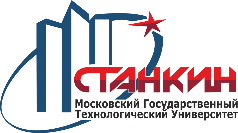 СТАНКИН
Московский Государственный
Технологический Университет